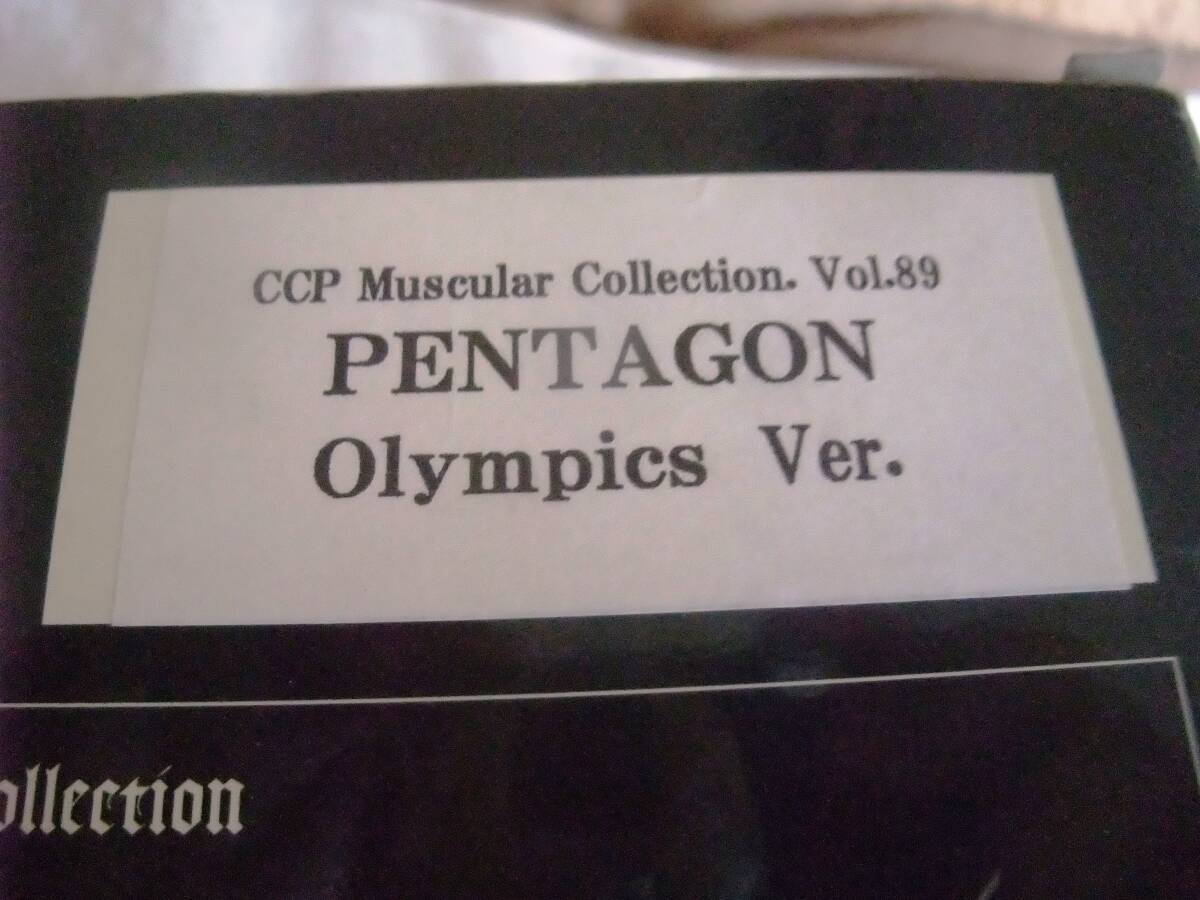 CCP Muscular Collection. Vol.89
PENTAGON
Olympics Ver.
ollection